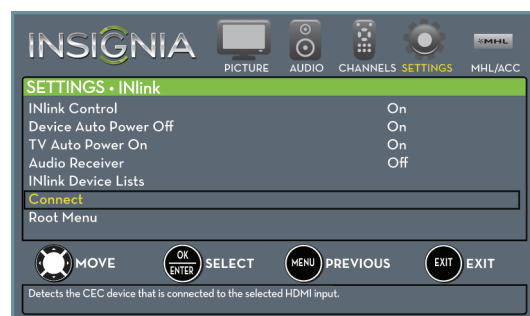 INSIGNIA
PICTURE AUDIO CHANNELS SETTINGS MHL MHL/ACC
SETTINGS • INlink
INlink Control On
Device Auto Power Off On
TV Auto Power On On
Audio Receiver Off
INlink Device Lists
Connect
Root Menu
MOVE OK ENTER SELECT MENU PREVIOUS EXIT EXIT
Detects the CEC device that is connected to the selected HDMI input.